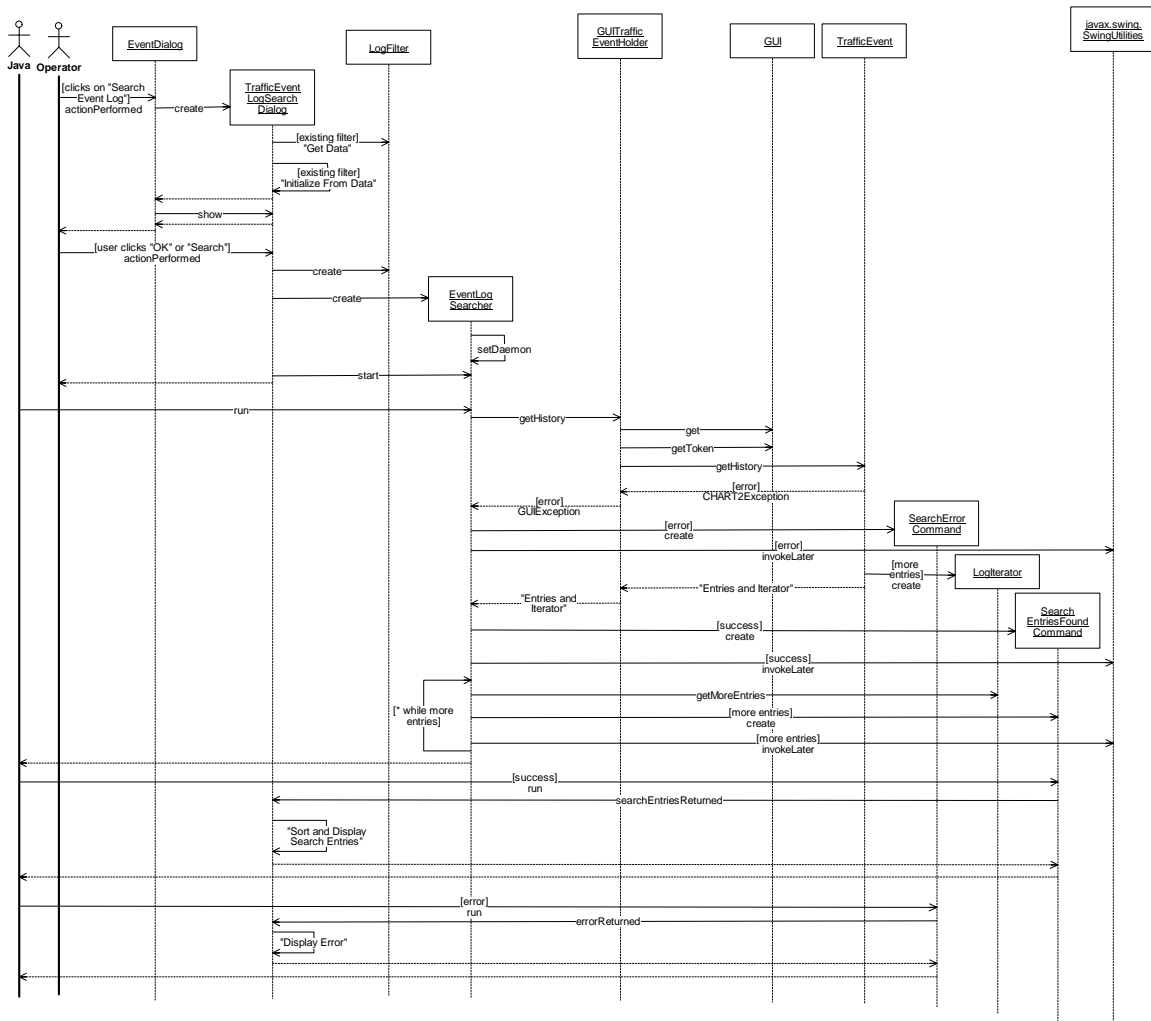 Java
Operator
EventDialog
TrafficEvent
LogSearch
Dialog
LogFilter
GUITraffic
EventHolder
GUI
TrafficEvent
javax.swing.
SwingUtilities
[clicks on "Search
Event Log"]
actionPerformed
create
[existing filter]
"Get Data"
[existing filter]
"Initialize From Data"
show
[user clicks "OK" or "Search"]
actionPerformed
create
create
EventLog
Searcher
setDaemon
start
run
getHistory
get
getToken
getHistory
[error]
CHART2Exception
[error]
GUIException
[error]
create
SearchError
Command
[error]
invokeLater
[more
entries]
create
LogIterator
"Entries and Iterator"
"Entries and
Iterator"
[success]
create
Search
EntriesFound
Command
[success]
invokeLater
getMoreEntries
[* while more
entries]
[more entries]
create
[more entries]
invokeLater
[success]
run
searchEntriesReturned
"Sort and Display
Search Entries"
[error]
run
errorReturned
"Display Error"